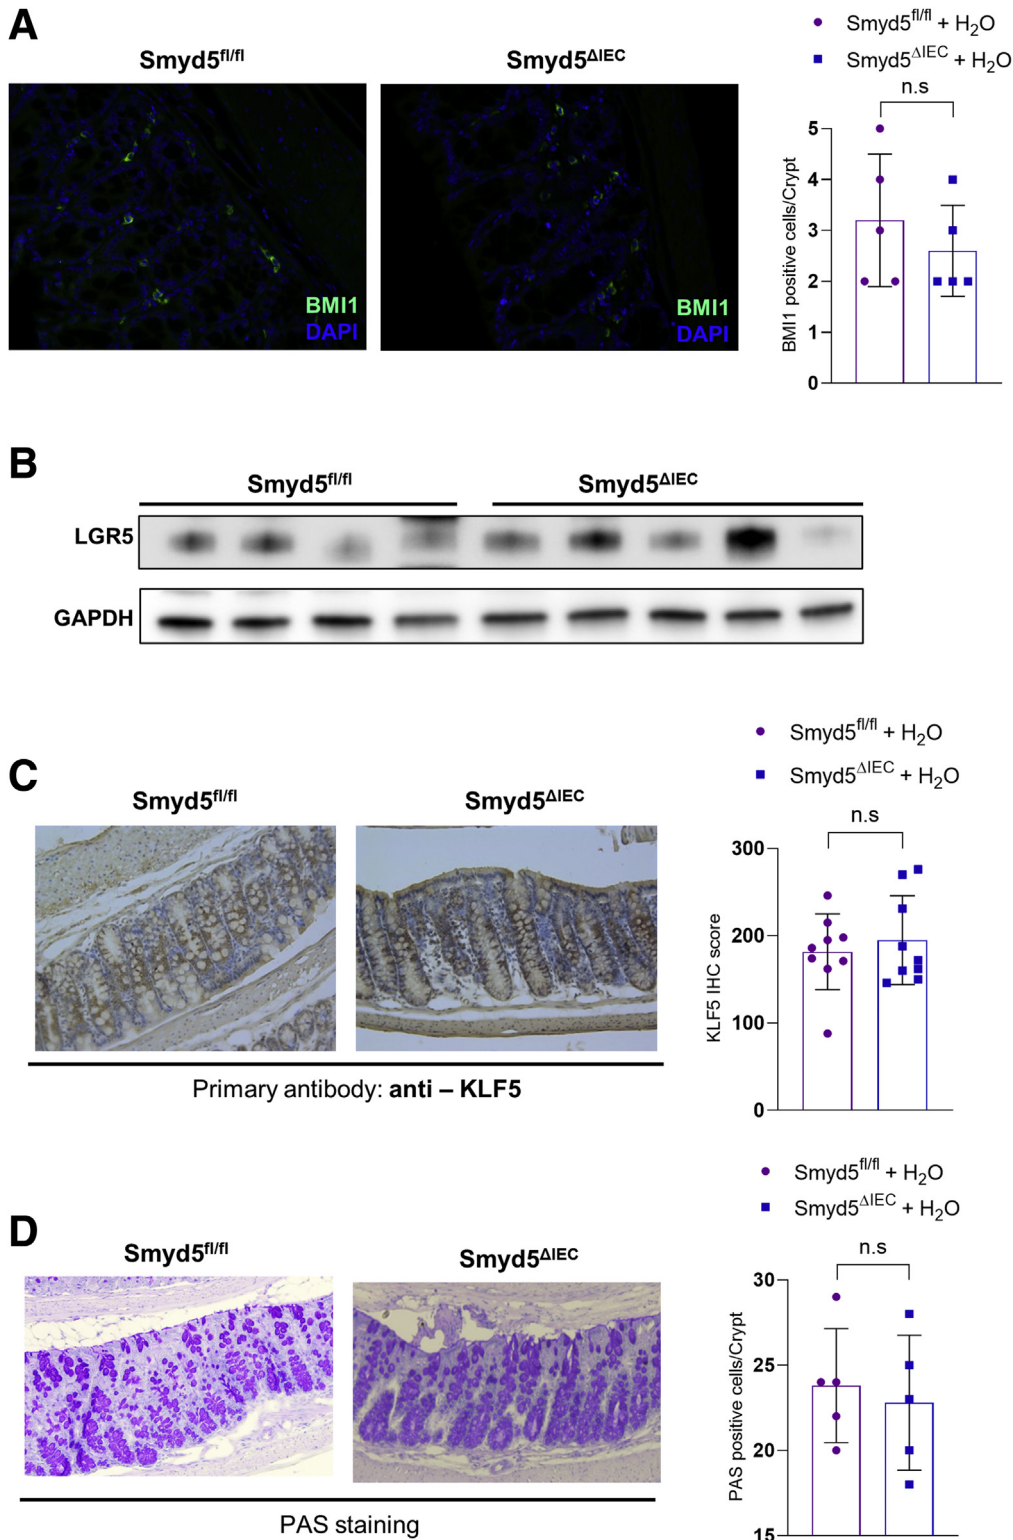 A
Smyd5fl/fl
Smyd5ΔIEC
BMI1
DAPI
BMI1
DAPI
Smyd5fl/fl + H2O
Smyd5ΔIEC + H2O
n.s
BMI1 positive cells/Crypt
5
4
3
2
1
0
B
Smyd5fl/fl
Smyd5ΔIEC
LGR5
GAPDH
C
Smyd5fl/fl
Smyd5ΔIEC
Primary antibody: anti – KLF5
Smyd5fl/fl + H2O
Smyd5ΔIEC + H2O
n.s
KLF5 IHC score
300
200
100
0
D
Smyd5fl/fl
Smyd5ΔIEC
PAS staining
Smyd5fl/fl + H2O
Smyd5ΔIEC + H2O
n.s
PAS positive cells/Crypt
30
25
20
15